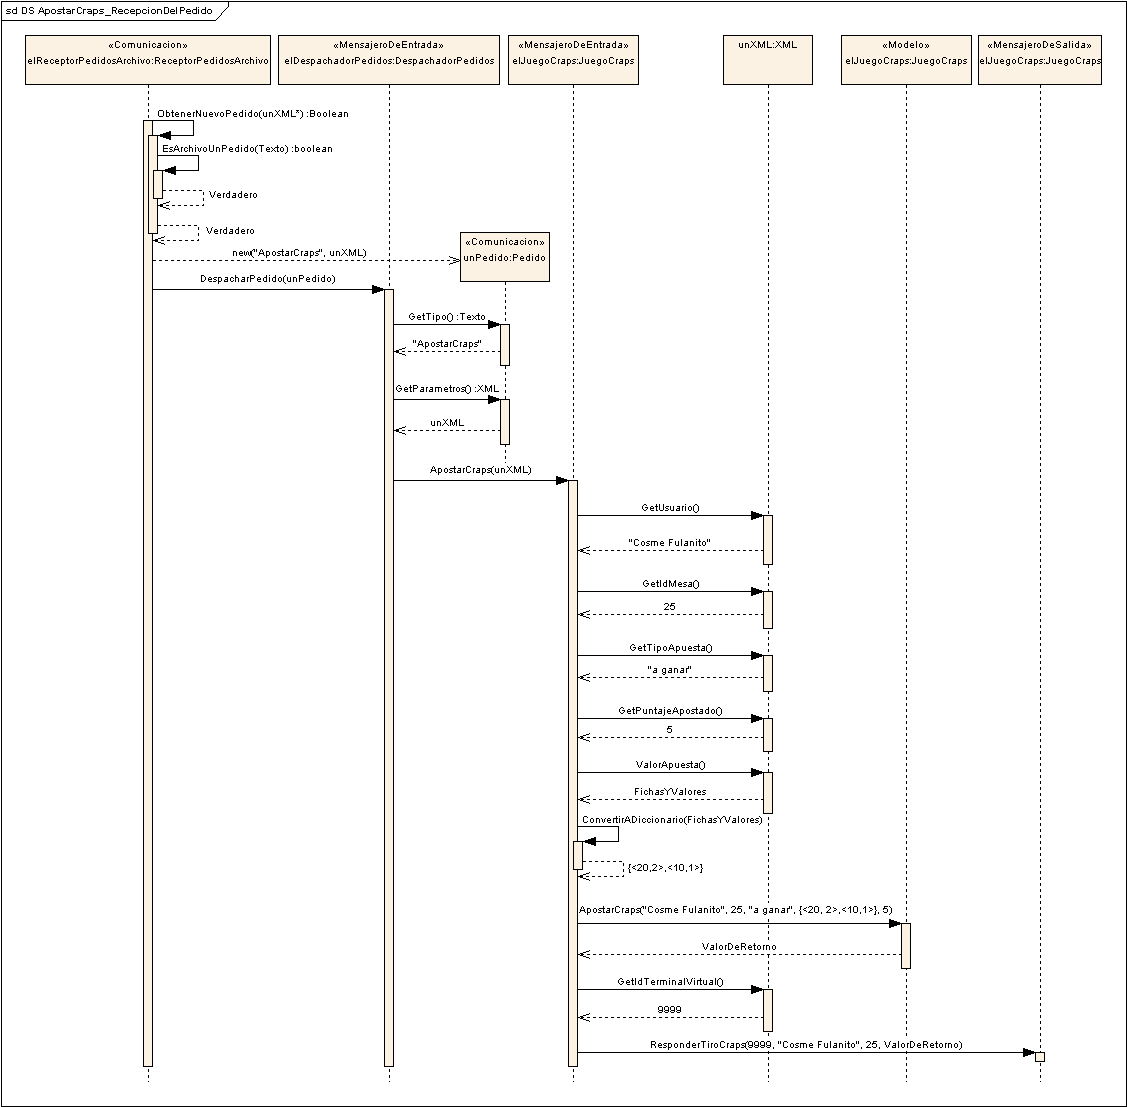 sd DS ApostarCraps_RecepcionDelPedido
«Comunicacion»
elReceptorPedidosArchivo:ReceptorPedidosArchivo
«MensajeroDeEntrada»
elDespachadorPedidos:DespachadorPedidos
«MensajeroDeEntrada»
elJuegoCraps:JuegoCraps
unXML:XML
«Modelo»
elJuegoCraps:JuegoCraps
«MensajeroDeSalida»
elJuegoCraps:JuegoCraps
ObtenerNuevoPedido(unXML*) :Boolean
EsArchivoUnPedido(Texto) :boolean
Verdadero
Verdadero
new("ApostarCraps", unXML)
«Comunicacion»
unPedido:Pedido
DespacharPedido(unPedido)
GetTipo() :Texto
"ApostarCraps"
GetParametros() :XML
unXML
ApostarCraps(unXML)
GetUsuario()
"Cosme Fulanito"
GetIdMesa()
25
GetTipoApuesta()
"a ganar"
GetPuntajeApostado()
5
ValorApuesta()
FichasYValores
ConvertirADiccionario(FichasYValores)
{<20,2>,<10,1>}
ApostarCraps("Cosme Fulanito", 25, "a ganar", {<20, 2>,<10,1>}, 5)
ValorDeRetorno
GetIdTerminalVirtual()
9999
ResponderTiroCraps(9999, "Cosme Fulanito", 25, ValorDeRetorno)